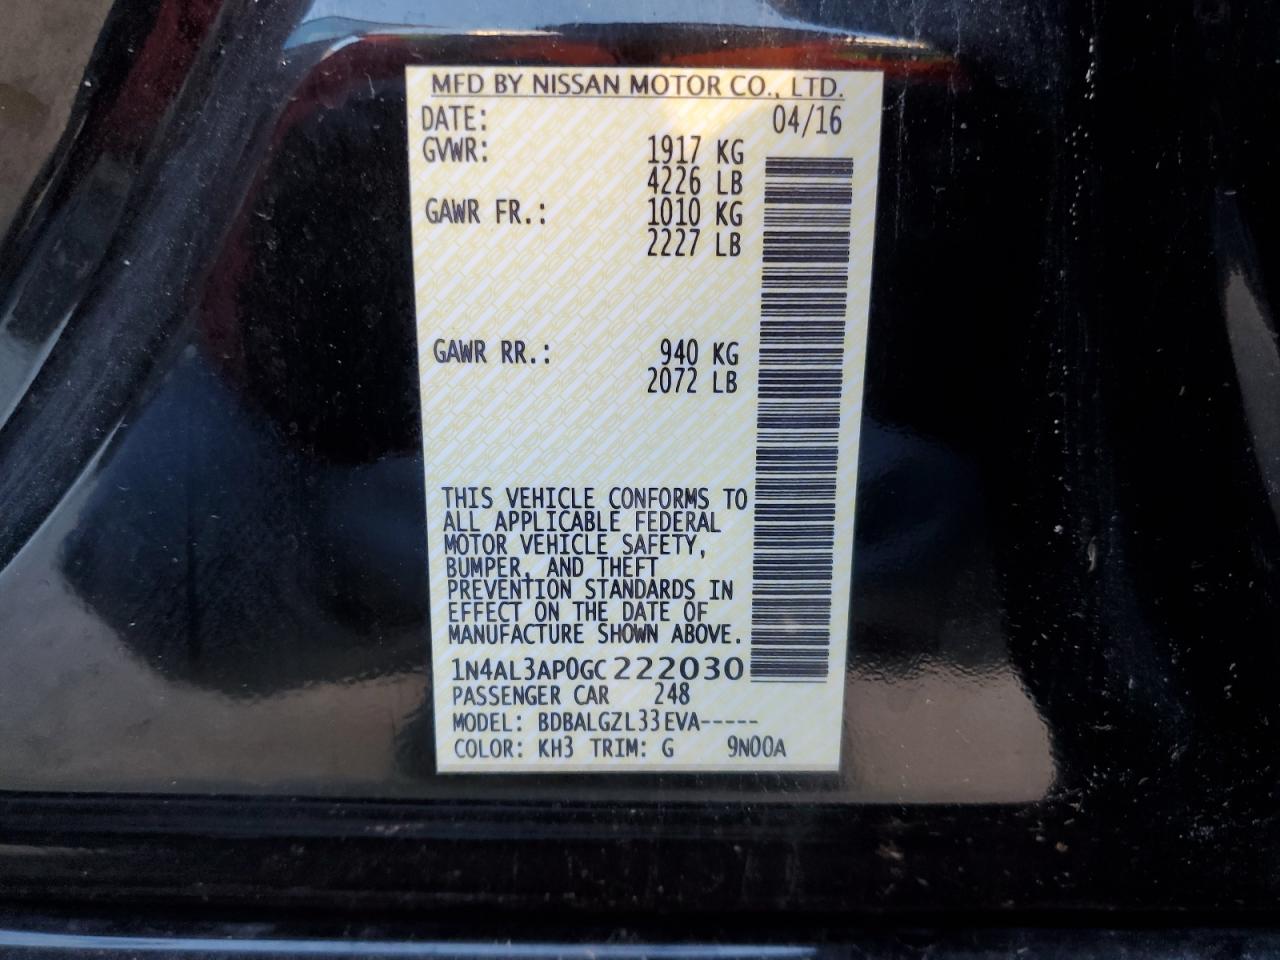 MFD BY NISSAN MOTOR CO., LTD.
DATE: 04/16
GVWR: 1917 KG
4226 LB
GAWR FR.: 1010 KG
2227 LB
GAWR RR.: 940 KG
2072 LB
THIS VEHICLE CONFORMS TO
ALL APPLICABLE FEDERAL
MOTOR VEHICLE SAFETY,
BUMPER, AND THEFT
PREVENTION STANDARDS IN
EFFECT ON THE DATE OF
MANUFACTURE SHOWN ABOVE.
1N4AL3AP0GC222030
PASSENGER CAR 248
MODEL: BDBALGZL33EVA-----
COLOR: KH3 TRIM: G 9N00A